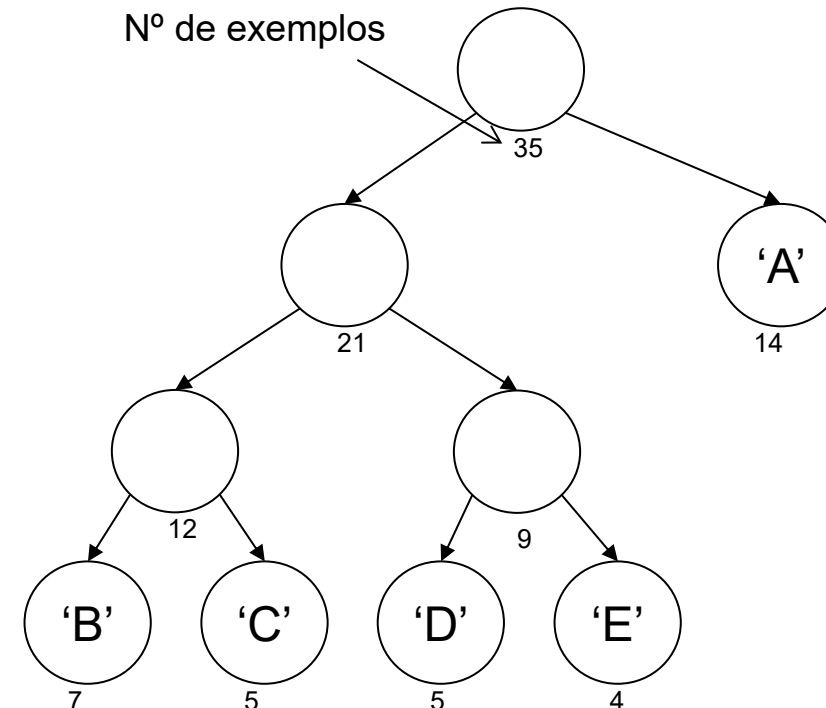 Nº de exemplos
35
‘A’
21
14
12
9
‘B’
‘C’
‘D’
‘E’
7
5
5
4